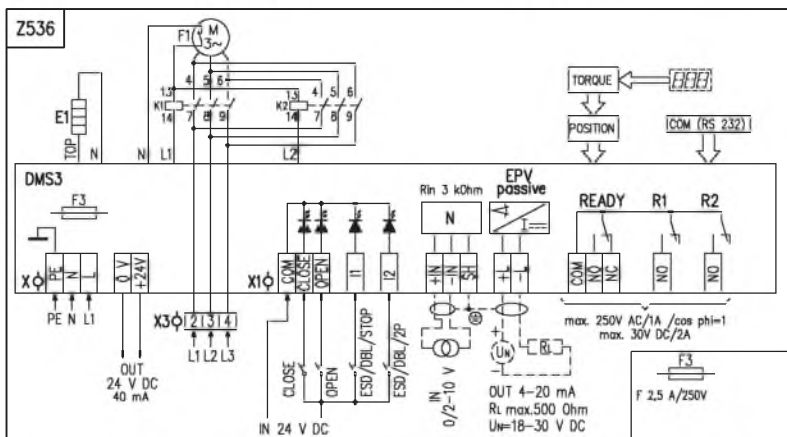 Z536
F1
M
3~
4 5 6
13
K1
14
7 8 9
13
K2
14
4 5 6
7 8 9
E1
TOP
N
N
L1
L2
TORQUE
POSITION
COM (RS 232)
DMS3
F3
Rin 3 kOhm
N
EPV
passive
READY R1 R2
X
PE
N
L
0 V
+24V
X1
COM
CLOSE
OPEN
I1
I2
+IN
-IN
SH
+L
-L
COM
NO
NC
NO
NO
PE N L1
X3
2 3 4
L1 L2 L3
OUT
24 V DC
40 mA
CLOSE
OPEN
ESD/DBL/STOP
ESD/DBL/2P
IN 24 V DC
IN
0/2-10 V
+
UN
-
RL
OUT 4-20 mA
RL max.500 Ohm
UN=18-30 V DC
max. 250V AC/1A /cos phi=1
max. 30V DC/2A
F3
F 2,5 A/250V